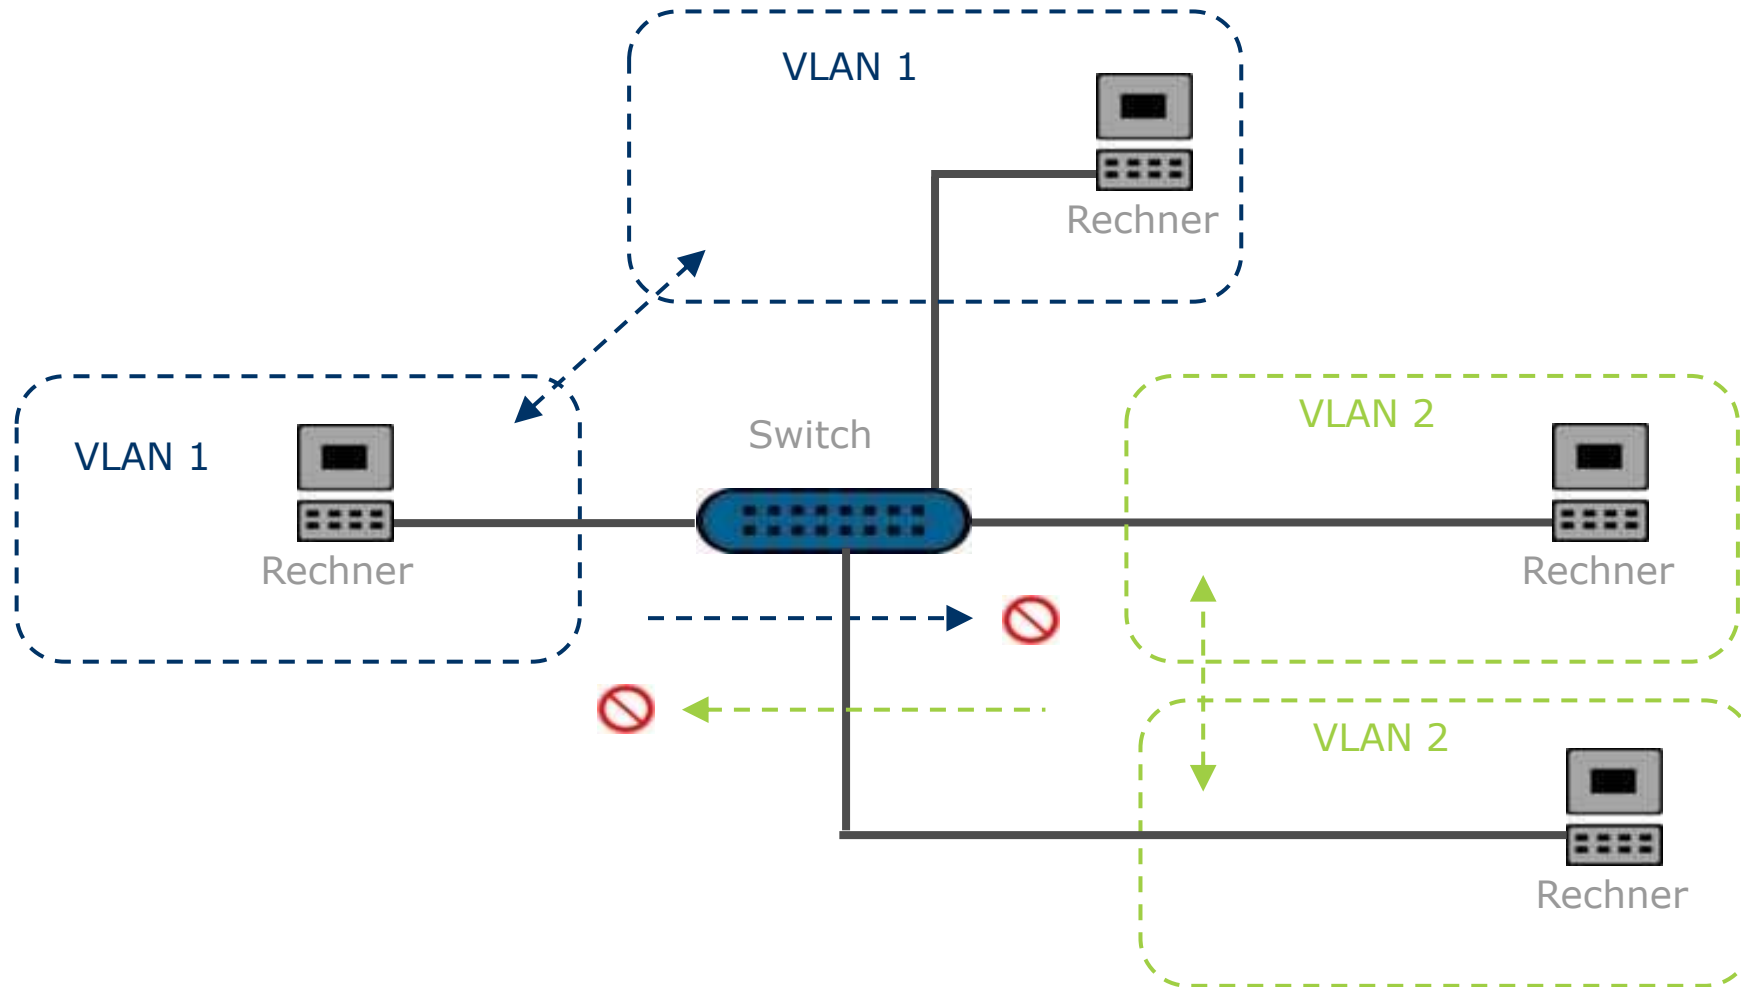 VLAN 1
Rechner
VLAN 1
Rechner
Switch
VLAN 2
Rechner
VLAN 2
Rechner